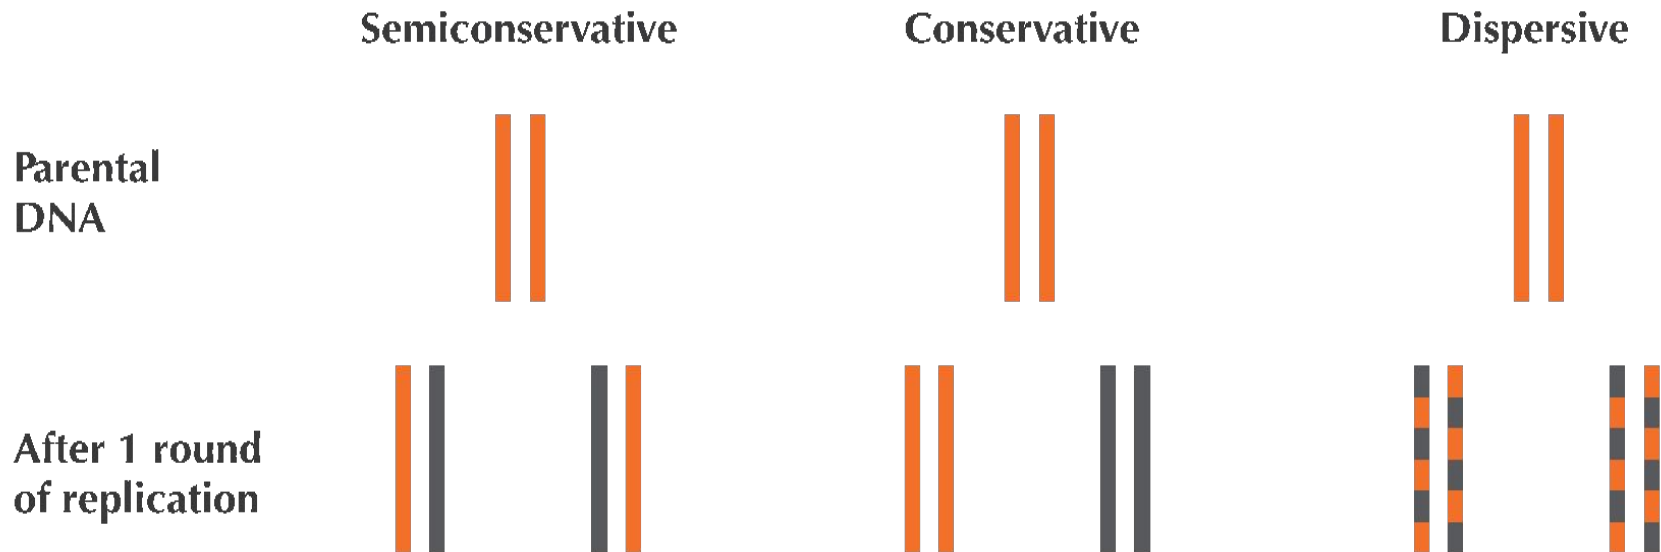 Semiconservative Conservative Dispersive
Parental
DNA
After 1 round
of replication